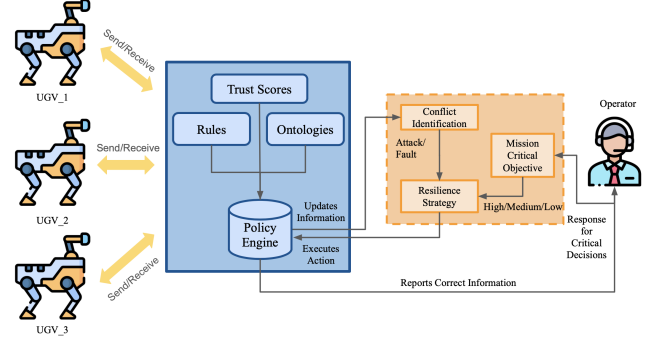 Send/Receive
UGV_1
Send/Receive
UGV_2
Send/Receive
UGV_3
Trust Scores
Rules
Ontologies
Policy
Engine
Updates
Information
Executes
Action
Conflict
Identification
Attack/
Fault
Mission
Critical
Objective
Resilience
Strategy
High/Medium/Low
Operator
Response
for
Critical
Decisions
Reports Correct Information